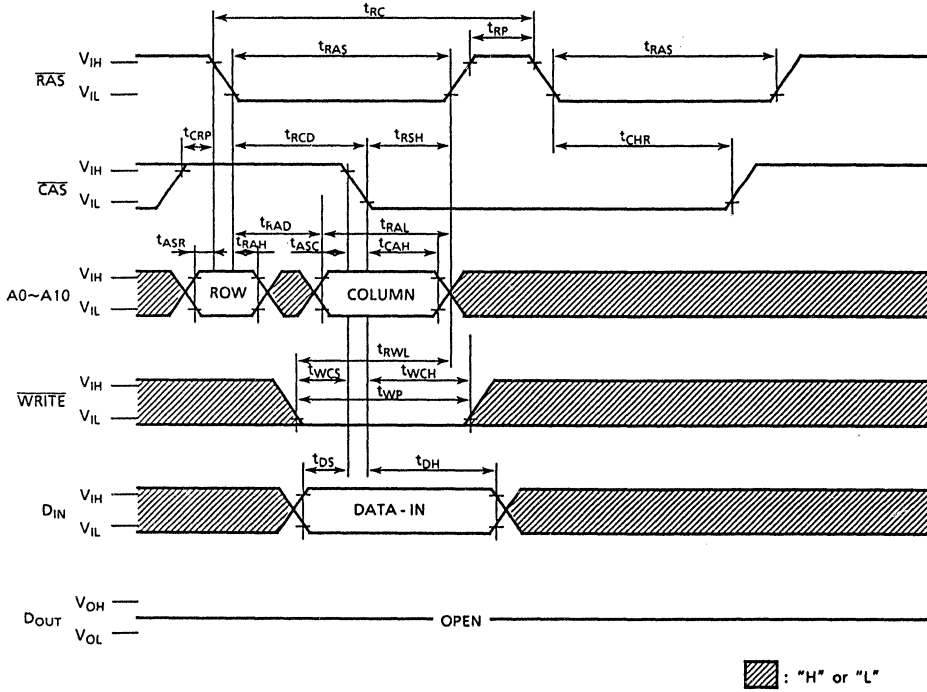 tRC
tRP
tRAS
tRAS
VIH
RAS
VIL
tCRP
tRCD
tRSH
tCHR
VIH
CAS
VIL
tRAD
tRAL
tASR
tRAH
tASC
tCAH
VIH
A0~A10
ROW
COLUMN
VIL
tRWL
tWCS
tWCH
VIH
tWP
WRITE
VIL
tDS
tDH
VIH
DIN
DATA - IN
VIL
VOH
DOUT
OPEN
VOL
: "H" or "L"